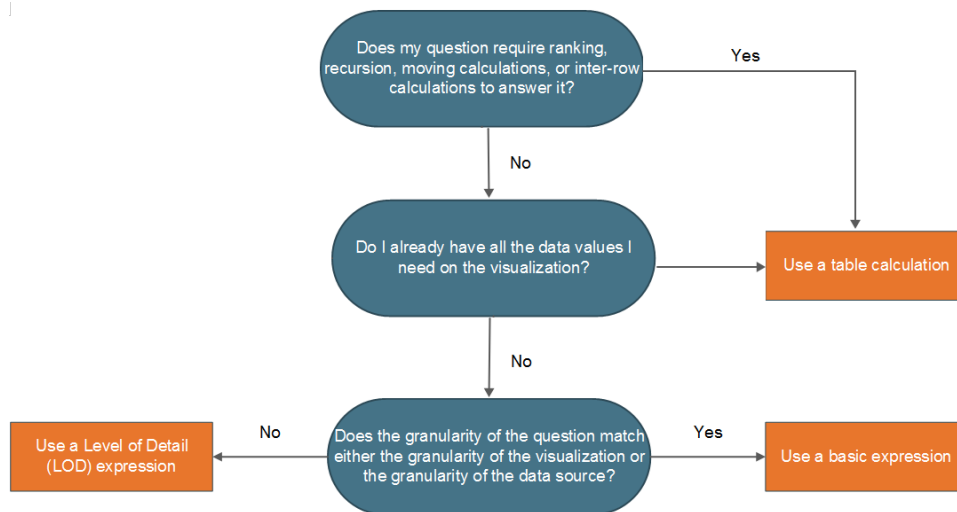 Does my question require ranking,
recursion, moving calculations, or inter-row
calculations to answer it?
Yes
No
Do I already have all the data values I
need on the visualization?
Use a table calculation
No
Does the granularity of the question match
either the granularity of the visualization or
the granularity of the data source?
No
Use a Level of Detail
(LOD) expression
Yes
Use a basic expression